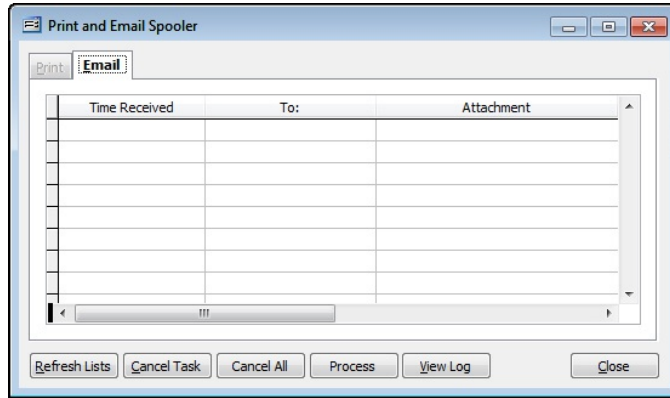 Print and Email Spooler
Print Email
Time Received To: Attachment
Refresh Lists Cancel Task Cancel All Process View Log Close